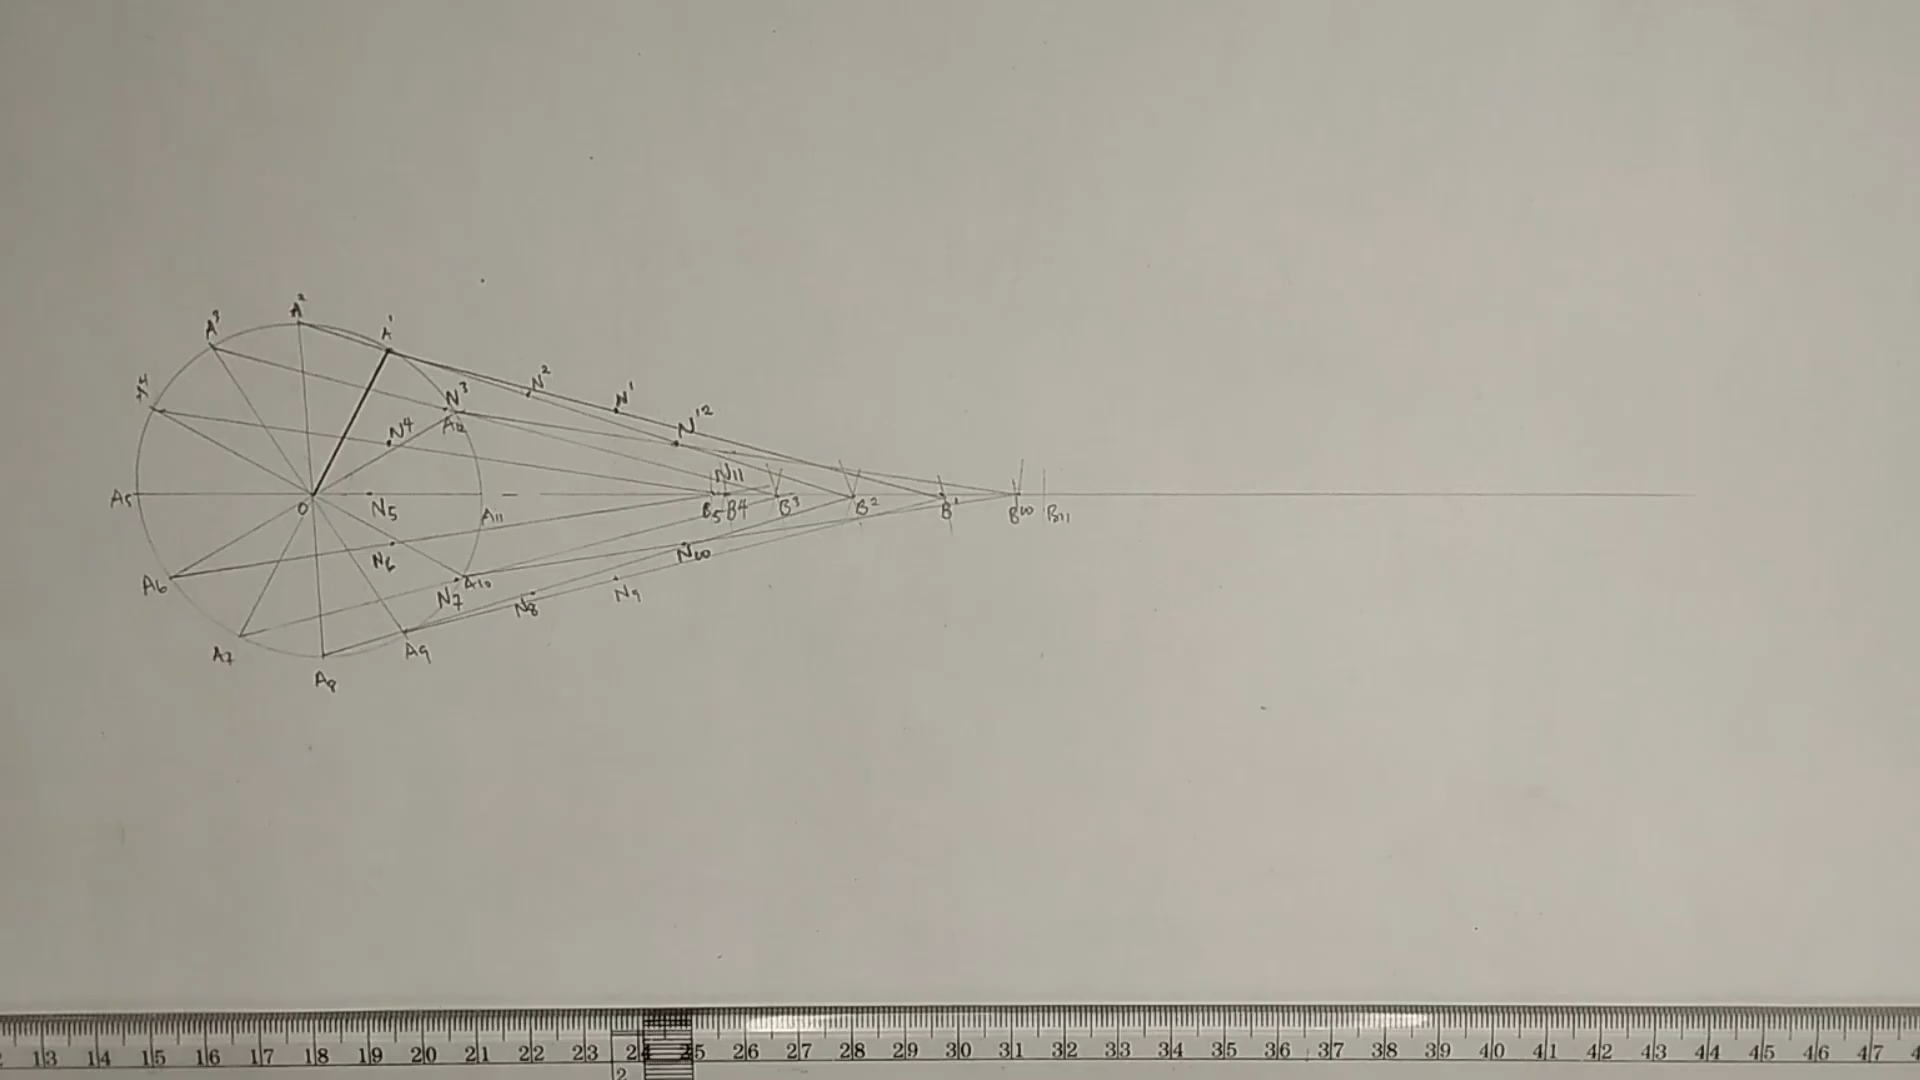 A²
A³
A¹
A⁴
N²
N¹
N³
N¹²
N⁴
A12
N11
A5
O
N5
A11
B5 B4 B³ B² B¹ B10 B11
N6
N10
A6
A10
N7
N8
N9
A7
A9
A8
13 14 15 16 17 18 19 20 21 22 23 24 25 26 27 28 29 30 31 32 33 34 35 36 37 38 39 40 41 42 43 44 45 46 47
2